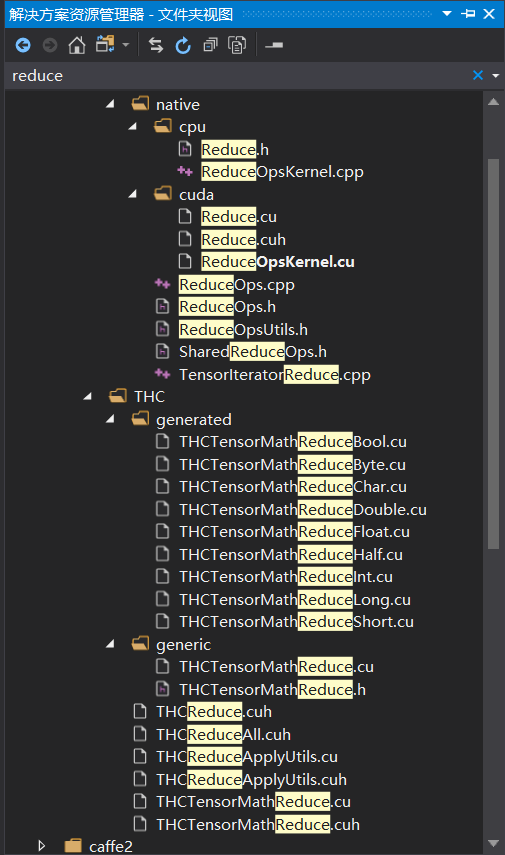 解决方案资源管理器 - 文件夹视图
reduce
native
cpu
Reduce.h
ReduceOpsKernel.cpp
cuda
Reduce.cu
Reduce.cuh
ReduceOpsKernel.cu
ReduceOps.cpp
ReduceOps.h
ReduceOpsUtils.h
SharedReduceOps.h
TensorIteratorReduce.cpp
THC
generated
THCTensorMathReduceBool.cu
THCTensorMathReduceByte.cu
THCTensorMathReduceChar.cu
THCTensorMathReduceDouble.cu
THCTensorMathReduceFloat.cu
THCTensorMathReduceHalf.cu
THCTensorMathReduceInt.cu
THCTensorMathReduceLong.cu
THCTensorMathReduceShort.cu
generic
THCTensorMathReduce.cu
THCTensorMathReduce.h
THCReduce.cuh
THCReduceAll.cuh
THCReduceApplyUtils.cu
THCReduceApplyUtils.cuh
THCTensorMathReduce.cu
THCTensorMathReduce.cuh
caffe2